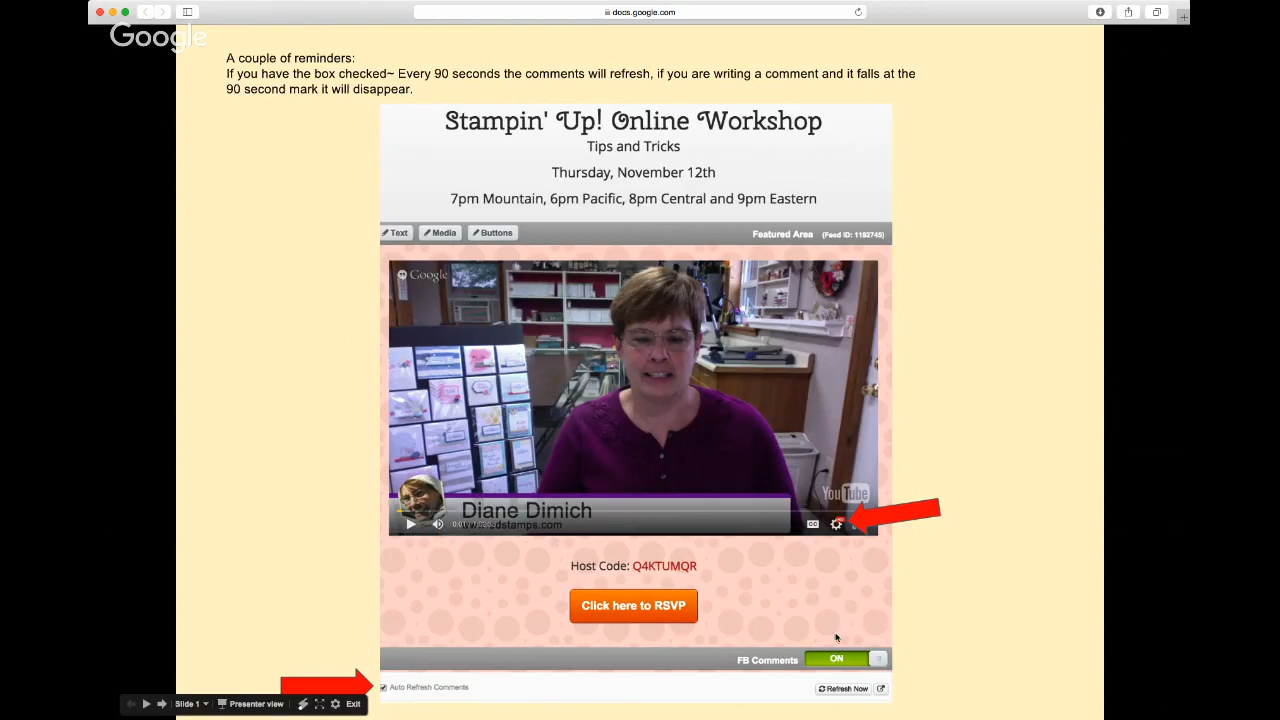 docs.google.com
Google
A couple of reminders:
If you have the box checked~ Every 90 seconds the comments will refresh, if you are writing a comment and it falls at the
90 second mark it will disappear.
Stampin' Up! Online Workshop
Tips and Tricks
Thursday, November 12th
7pm Mountain, 6pm Pacific, 8pm Central and 9pm Eastern
Text Media Buttons Featured Area (Feed ID: 1192745)
Google
YouTube
Diane Dimich
CC
Host Code: Q4KTUMQR
Click here to RSVP
FB Comments ON
Auto Refresh Comments Refresh Now
Slide 1 Presenter view Exit